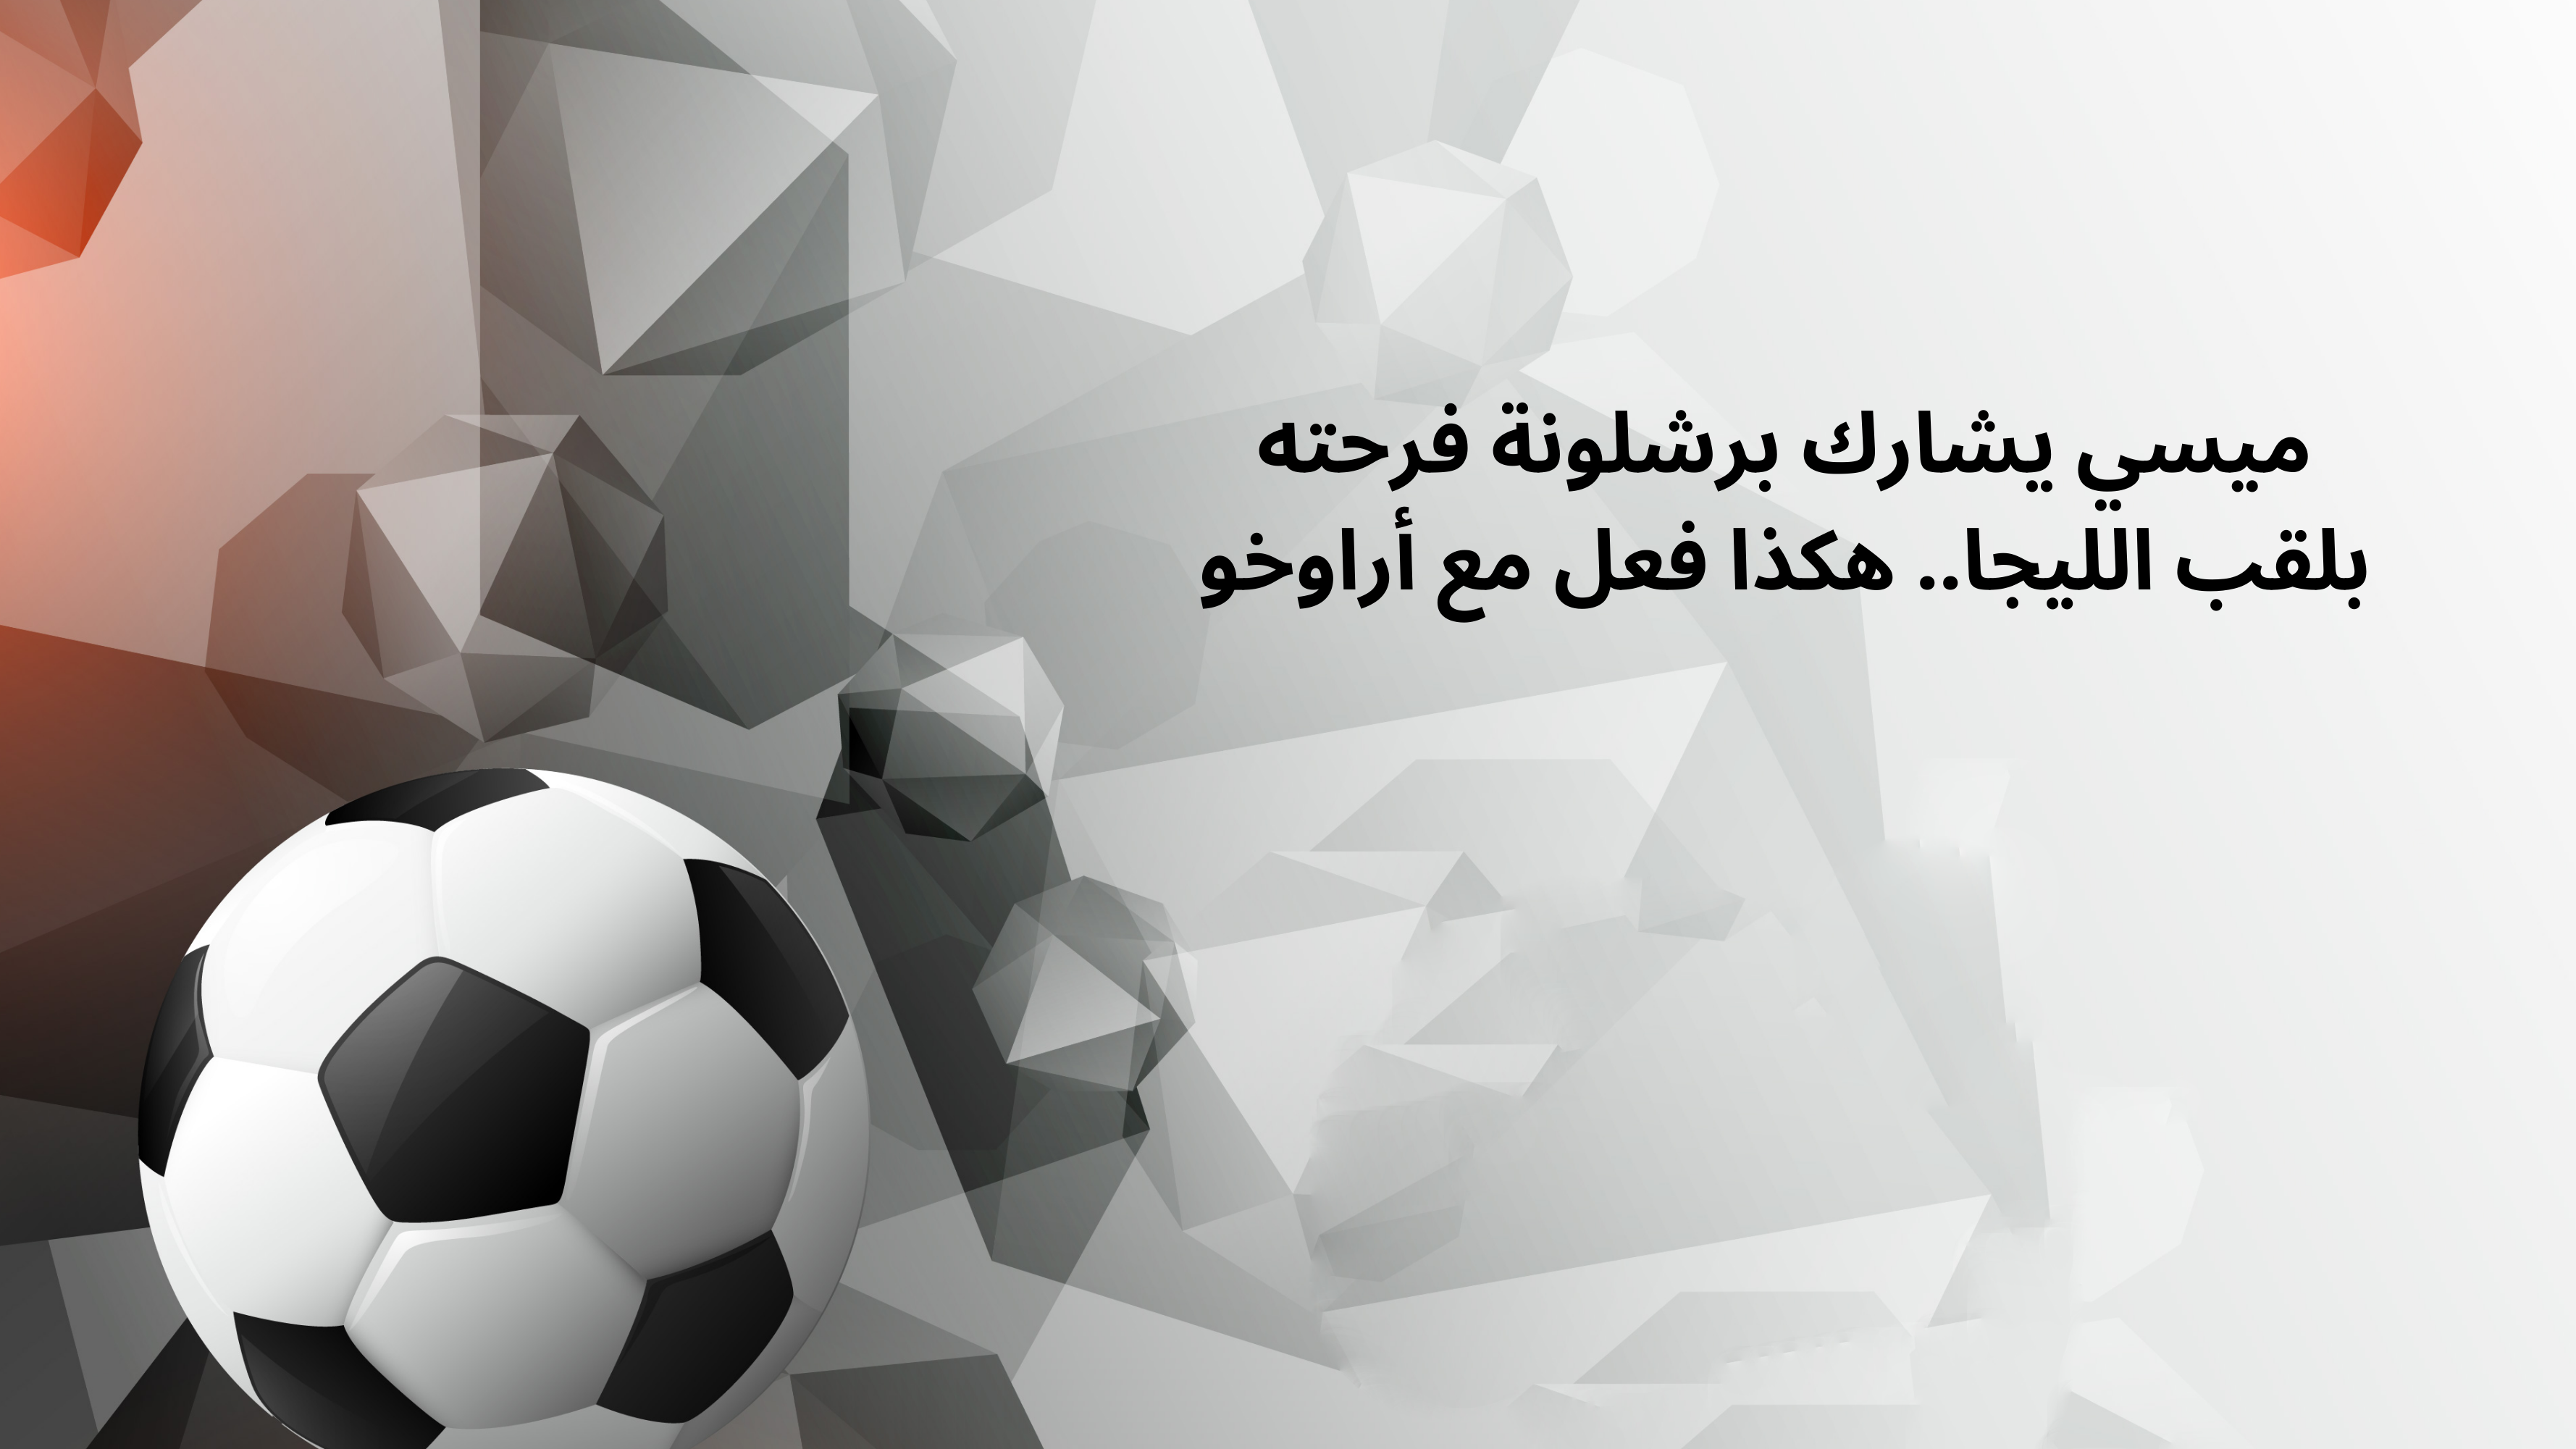 ميسي يشارك برشلونة فرحته
بلقب الليجا.. هكذا فعل مع أراوخو